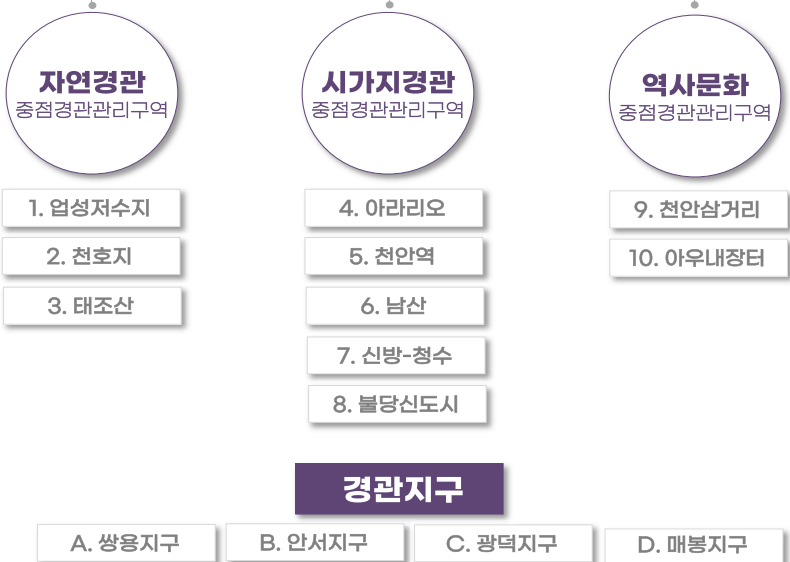 자연경관
중점경관관리구역
1. 업성저수지
2. 천호지
3. 태조산
시가지경관
중점경관관리구역
4. 아라리오
5. 천안역
6. 남산
7. 신방-청수
8. 불당신도시
역사문화
중점경관관리구역
9. 천안삼거리
10. 아우내장터
경관지구
A. 쌍용지구
B. 안서지구
C. 광덕지구
D. 매봉지구